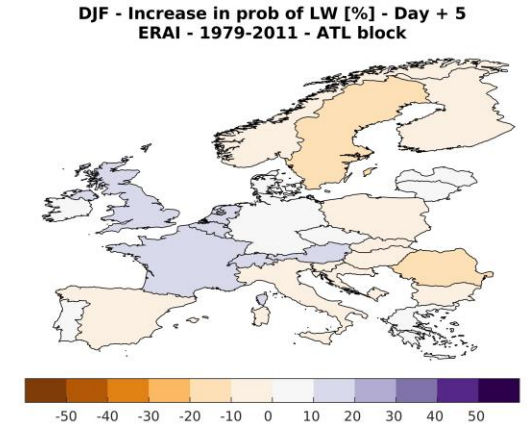 DJF - Increase in prob of LW [%] - Day + 5
ERAI - 1979-2011 - ATL block
-50 -40 -30 -20 -10 0 10 20 30 40 50